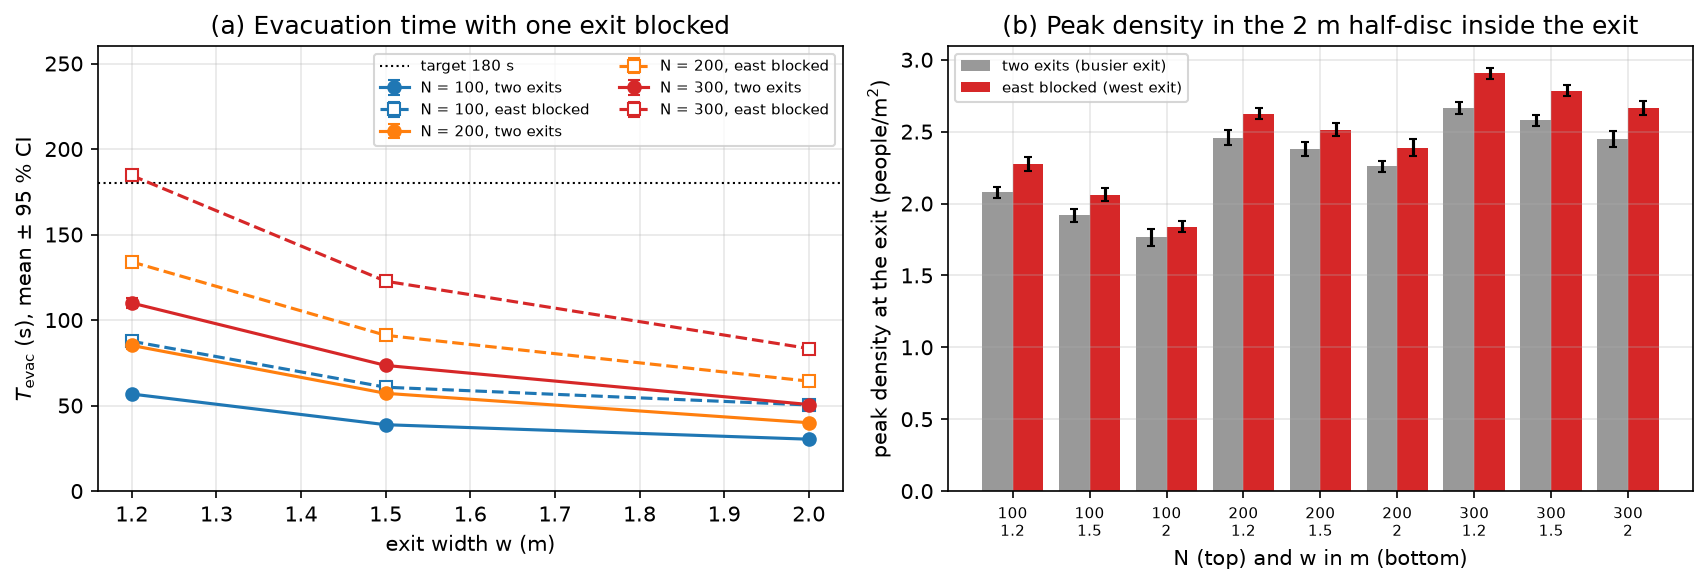 (a) Evacuation time with one exit blocked
T_evac (s), mean ± 95 % CI
250
200
150
100
50
0
target 180 s
N = 100, two exits
N = 100, east blocked
N = 200, two exits
N = 200, east blocked
N = 300, two exits
N = 300, east blocked
1.2 1.3 1.4 1.5 1.6 1.7 1.8 1.9 2.0
exit width w (m)
(b) Peak density in the 2 m half-disc inside the exit
peak density at the exit (people/m²)
3.0
2.5
2.0
1.5
1.0
0.5
0.0
two exits (busier exit)
east blocked (west exit)
100 100 100 200 200 200 300 300 300
1.2 1.5 2 1.2 1.5 2 1.2 1.5 2
N (top) and w in m (bottom)